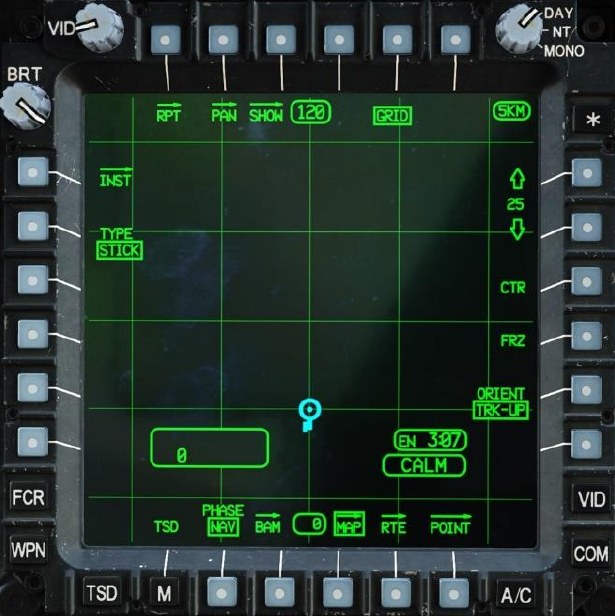 VID
DAY
NT
MONO
BRT
RPT PAN SHOW 120 GRID 5KM
*
INST
25
TYPE
STICK
CTR
FRZ
ORIENT
TRK-UP
EN 3:07
0
CALM
FCR
VID
PHASE
TSD NAV BAM 0 MAP RTE POINT
WPN
COM
TSD M A/C